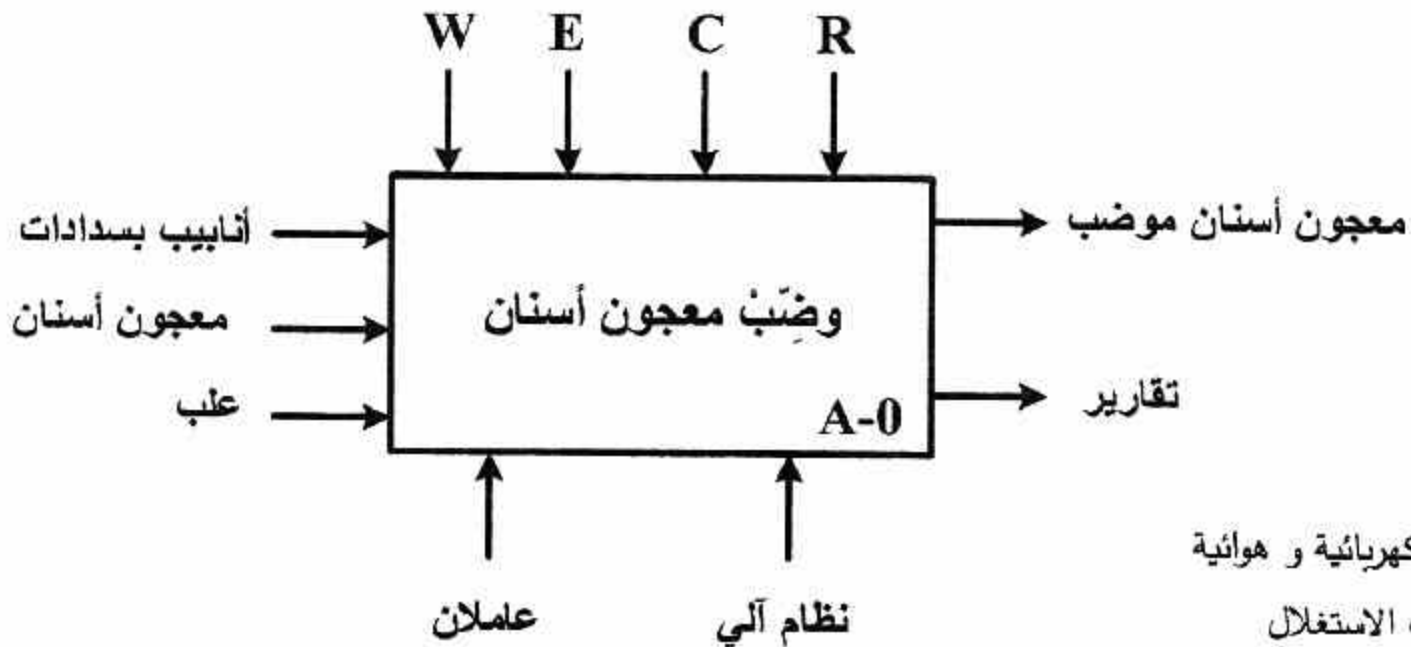 W E C R
أنابيب بسدادات
معجون أسنان
علب
وضِّبْ معجون أسنان
A-0
معجون أسنان موضب
تقارير
عاملان
نظام آلي
كهربائية و هوائية
الاستغلال